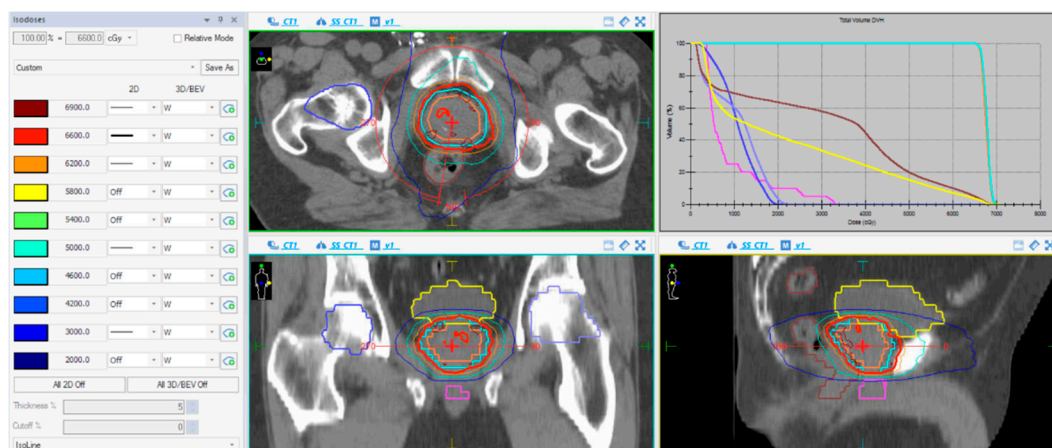 Isodoses
100.00 % = 6600.0 cGy Relative Mode
Custom Save As
2D 3D/BEV
6900.0 W
6600.0 W
6200.0 W
5800.0 Off W
5400.0 Off W
5000.0 W
4600.0 Off W
4200.0 Off W
3000.0 W
2000.0 Off W
All 2D Off All 3D/BEV Off
Thickness % 5
Cutoff % 0
IsoLine
CT1 SS CT1 M v1
Total Volume DVH
Volume (%)
100
80
60
40
20
0
0 1000 2000 3000 4000 5000 6000 7000 8000
Dose (cGy)
CT1 SS CT1 M v1
270
CT1 SS CT1 M v1